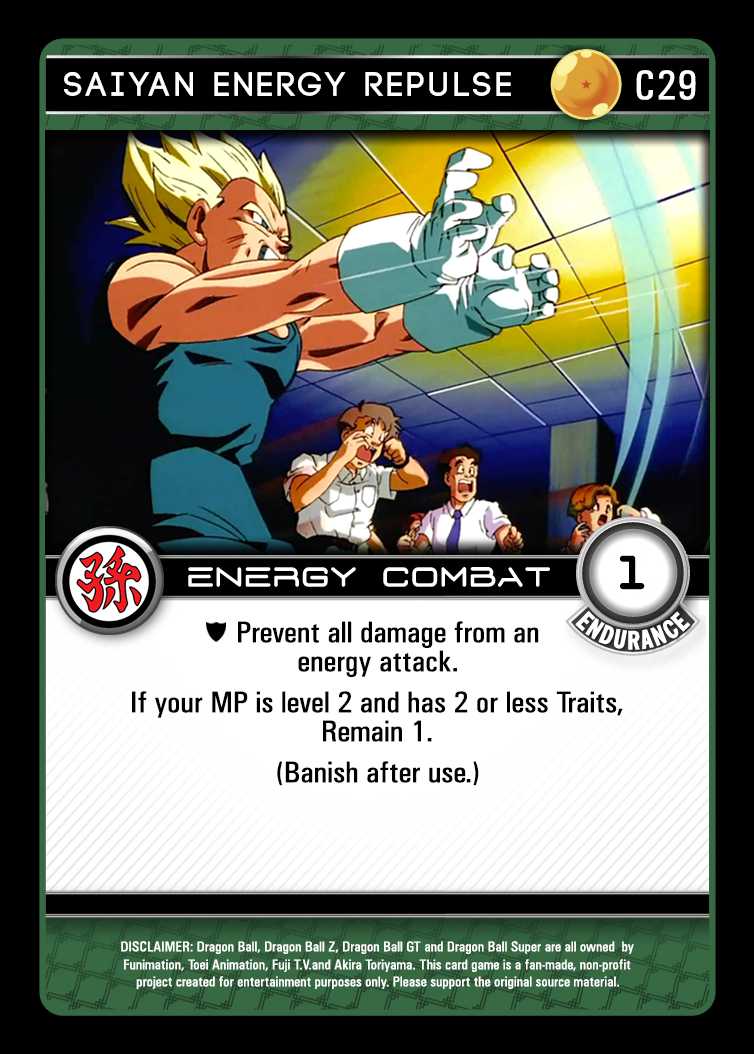 SAIYAN ENERGY REPULSE C29
孫 ENERGY COMBAT 1
ENDURANCE
Prevent all damage from an
energy attack.
If your MP is level 2 and has 2 or less Traits,
Remain 1.
(Banish after use.)
DISCLAIMER: Dragon Ball, Dragon Ball Z, Dragon Ball GT and Dragon Ball Super are all owned by
Funimation, Toei Animation, Fuji T.V.and Akira Toriyama. This card game is a fan-made, non-profit
project created for entertainment purposes only. Please support the original source material.